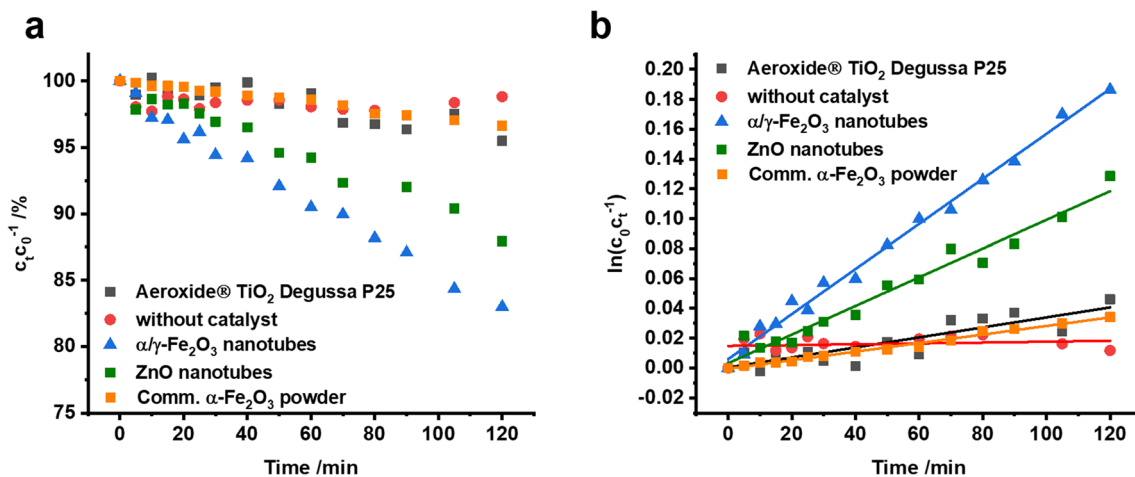 a
100
95
90
85
80
75
cₜc₀⁻¹ /%
Aeroxide® TiO₂ Degussa P25
without catalyst
α/γ-Fe₂O₃ nanotubes
ZnO nanotubes
Comm. α-Fe₂O₃ powder
0
20
40
60
80
100
120
Time /min
b
0.20
0.18
0.16
0.14
0.12
0.10
0.08
0.06
0.04
0.02
0.00
-0.02
ln(c₀cₜ⁻¹)
Aeroxide® TiO₂ Degussa P25
without catalyst
α/γ-Fe₂O₃ nanotubes
ZnO nanotubes
Comm. α-Fe₂O₃ powder
0
20
40
60
80
100
120
Time /min